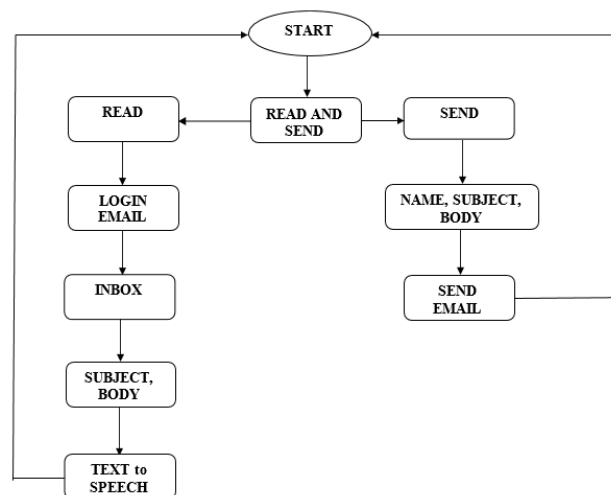 START
READ
READ AND
SEND
SEND
LOGIN
EMAIL
NAME, SUBJECT,
BODY
INBOX
SEND
EMAIL
SUBJECT,
BODY
TEXT to
SPEECH